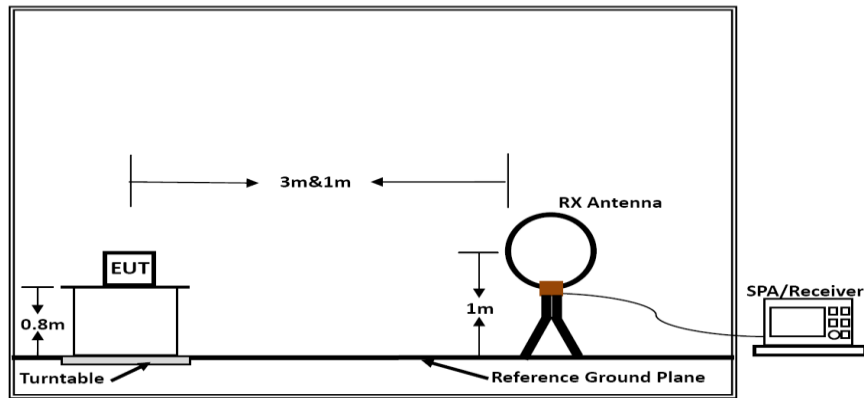 3m&1m
RX Antenna
EUT
SPA/Receiver
0.8m
1m
Turntable
Reference Ground Plane